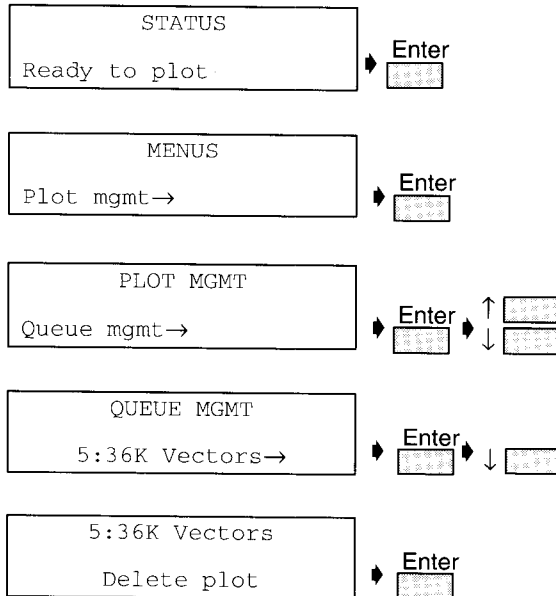 STATUS
Ready to plot
Enter
MENUS
Plot mgmt→
Enter
PLOT MGMT
Queue mgmt→
Enter
↑
↓
QUEUE MGMT
5:36K Vectors→
Enter
↓
5:36K Vectors
Delete plot
Enter